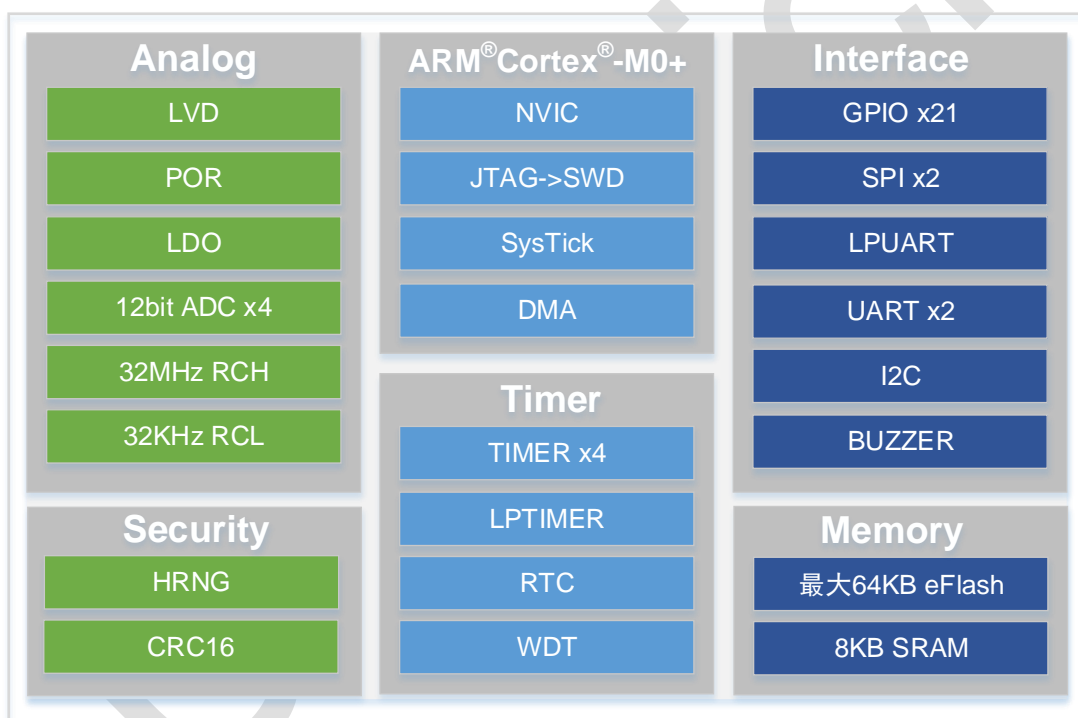 Analog
LVD
POR
LDO
12bit ADC x4
32MHz RCH
32KHz RCL
Security
HRNG
CRC16
ARM®Cortex®-M0+
NVIC
JTAG->SWD
SysTick
DMA
Timer
TIMER x4
LPTIMER
RTC
WDT
Interface
GPIO x21
SPI x2
LPUART
UART x2
I2C
BUZZER
Memory
最大64KB eFlash
8KB SRAM